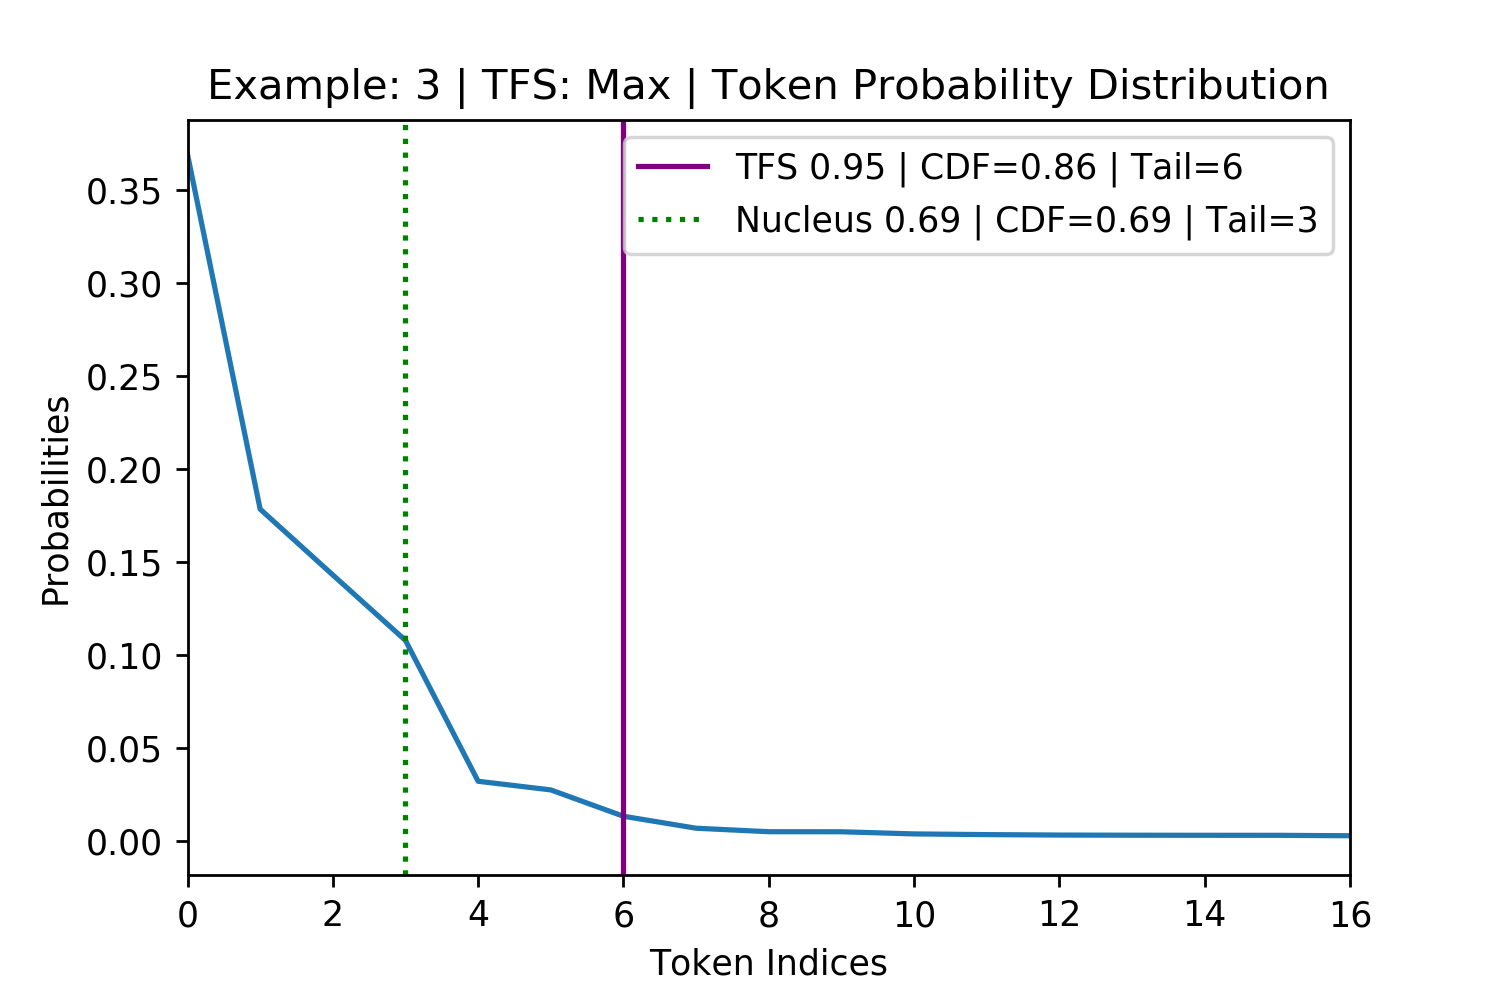 Example: 3 | TFS: Max | Token Probability Distribution
TFS 0.95 | CDF=0.86 | Tail=6
Nucleus 0.69 | CDF=0.69 | Tail=3
Probabilities
0.35
0.30
0.25
0.20
0.15
0.10
0.05
0.00
0 2 4 6 8 10 12 14 16
Token Indices